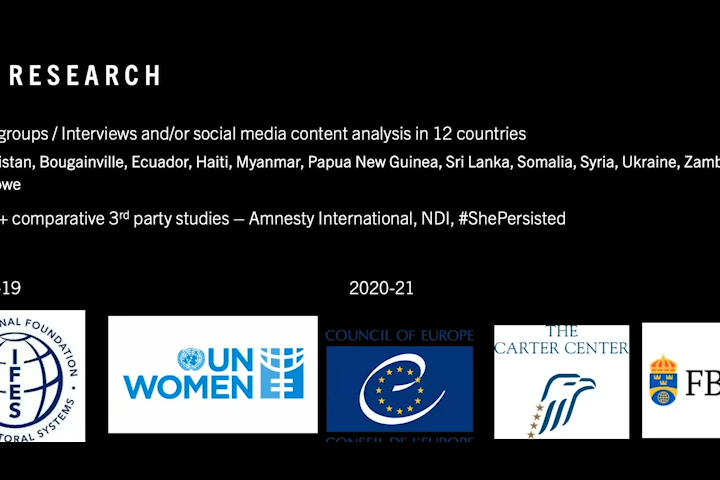 RESEARCH
groups / Interviews and/or social media content analysis in 12 countries
istan, Bougainville, Ecuador, Haiti, Myanmar, Papua New Guinea, Sri Lanka, Somalia, Syria, Ukraine, Zamb
owe
+ comparative 3rd party studies – Amnesty International, NDI, #ShePersisted
-19
2020-21
NAL FOUNDATION
IFES
TORAL SYSTEMS
UN
WOMEN
COUNCIL OF EUROPE
CONSEIL DE L'EUROPE
THE
CARTER CENTER
FB